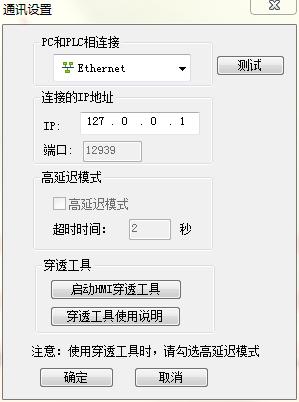 通讯设置
PC和PLC相连接
Ethernet
测试
连接的IP地址
IP: 127 . 0 . 0 . 1
端口: 12939
高延迟模式
高延迟模式
超时时间: 2 秒
穿透工具
启动HMI穿透工具
穿透工具使用说明
注意: 使用穿透工具时, 请勾选高延迟模式
确定 取消